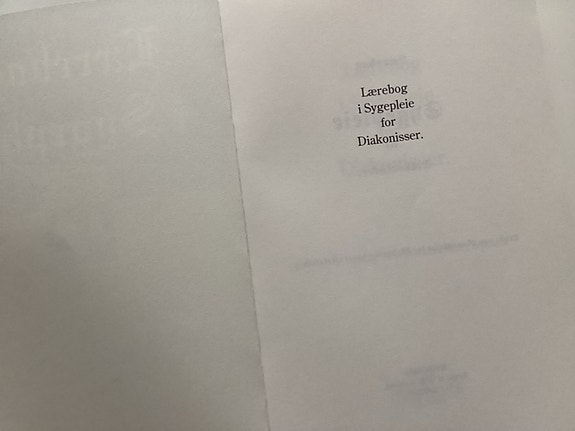 Lærebog
i Sygepleie
for
Diakonisser.